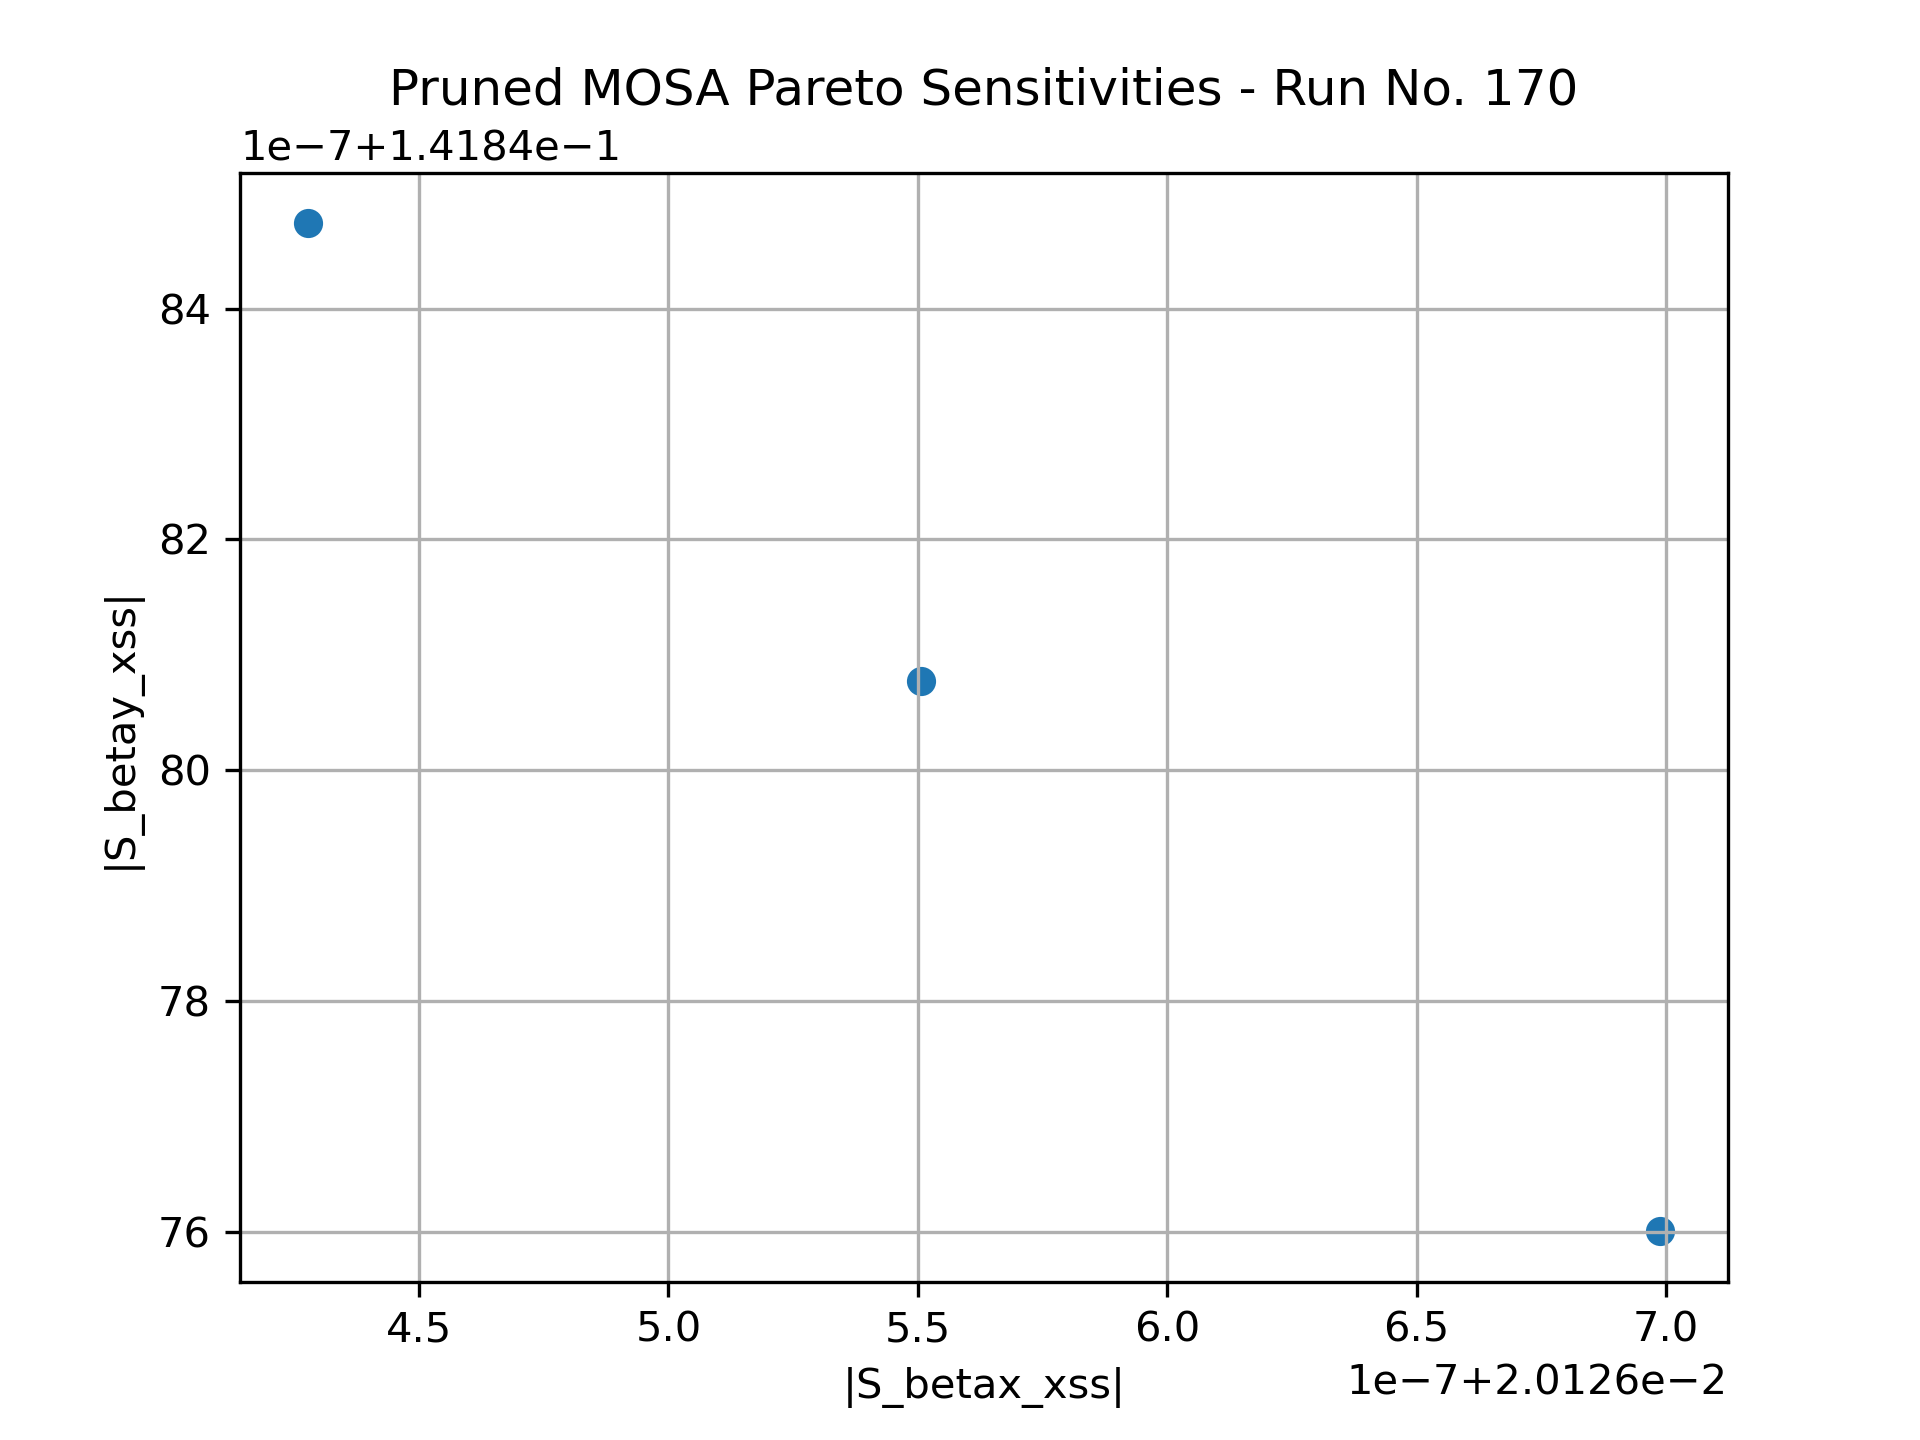 Pruned MOSA Pareto Sensitivities - Run No. 170
1e−7+1.4184e−1
84
82
80
78
76
|S_betay_xss|
4.5 5.0 5.5 6.0 6.5 7.0
|S_betax_xss|
1e−7+2.0126e−2